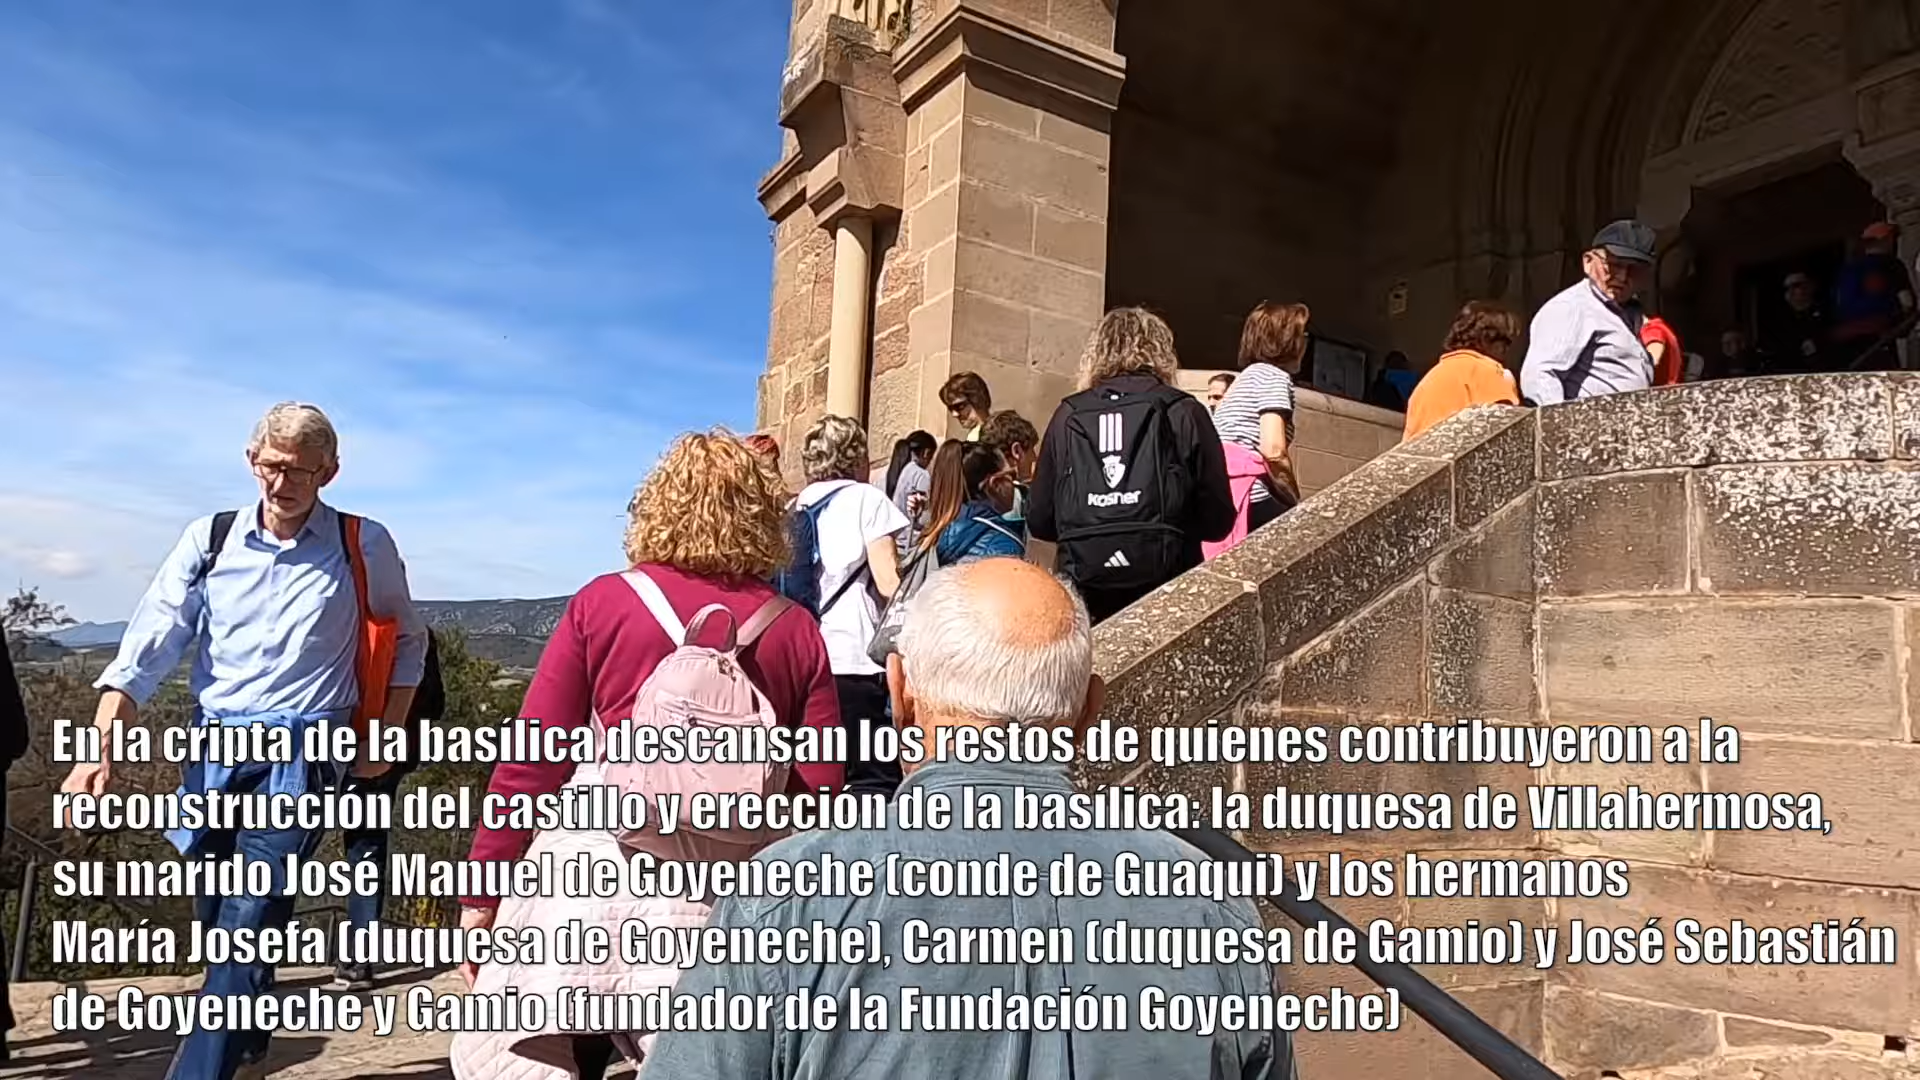 Kosner
En la cripta de la basílica descansan los restos de quienes contribuyeron a la
reconstrucción del castillo y erección de la basílica: la duquesa de Villahermosa,
su marido José Manuel de Goyeneche (conde de Guaqui) y los hermanos
María Josefa (duquesa de Goyeneche), Carmen (duquesa de Gamio) y José Sebastián
de Goyeneche y Gamio (fundador de la Fundación Goyeneche)